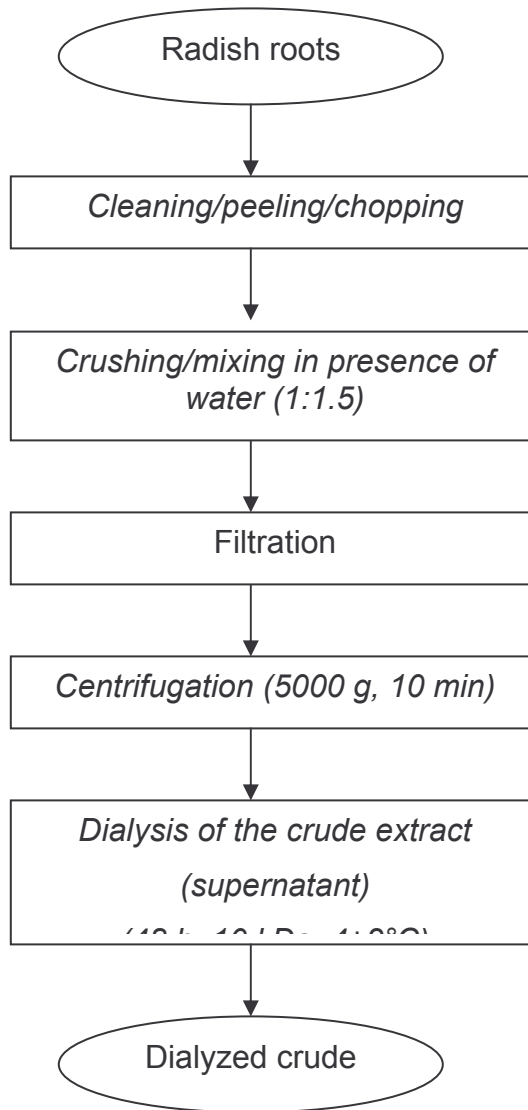 Radish roots
Cleaning/peeling/chopping
Crushing/mixing in presence of
water (1:1.5)
Filtration
Centrifugation (5000 g, 10 min)
Dialysis of the crude extract
(supernatant)
Dialyzed crude